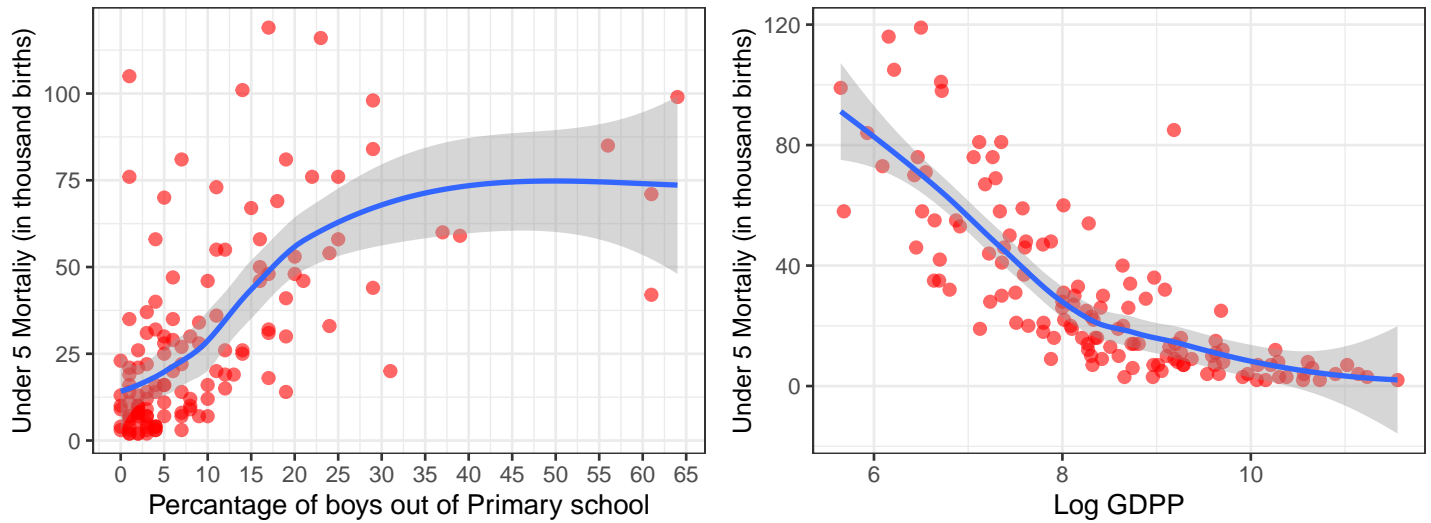 Under 5 Mortaliy (in thousand births)
100
75
50
25
0
0 5 10 15 20 25 30 35 40 45 50 55 60 65
Percantage of boys out of Primary school
Under 5 Mortaliy (in thousand births)
120
80
40
0
6 8 10
Log GDPP